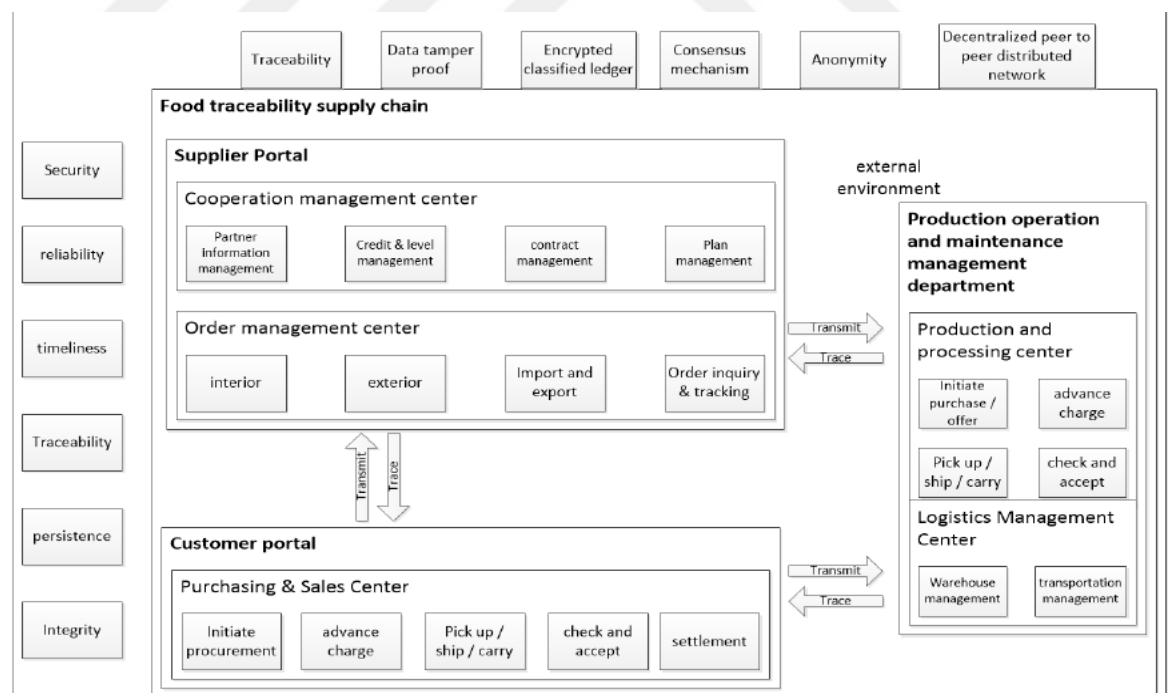 Traceability
Data tamper
proof
Encrypted
classified ledger
Consensus
mechanism
Anonymity
Decentralized peer to
peer distributed
network
Food traceability supply chain
Security
reliability
timeliness
Traceability
persistence
Integrity
Supplier Portal
Cooperation management center
Partner
Information
management
Credit & level
management
contract
management
Plan
management
Order management center
interior
exterior
Import and
export
Order inquiry
& tracking
external
environment
Transmit
Trace
Transmit
Trace
Production operation
and maintenance
management
department
Production and
processing center
Initiate
purchase /
offer
advance
charge
Pick up /
ship / carry
check and
accept
Logistics Management
Center
Warehouse
management
transportation
management
Customer portal
Purchasing & Sales Center
Initiate
procurement
advance
charge
Pick up /
ship / carry
check and
accept
settlement
Transmit
Trace